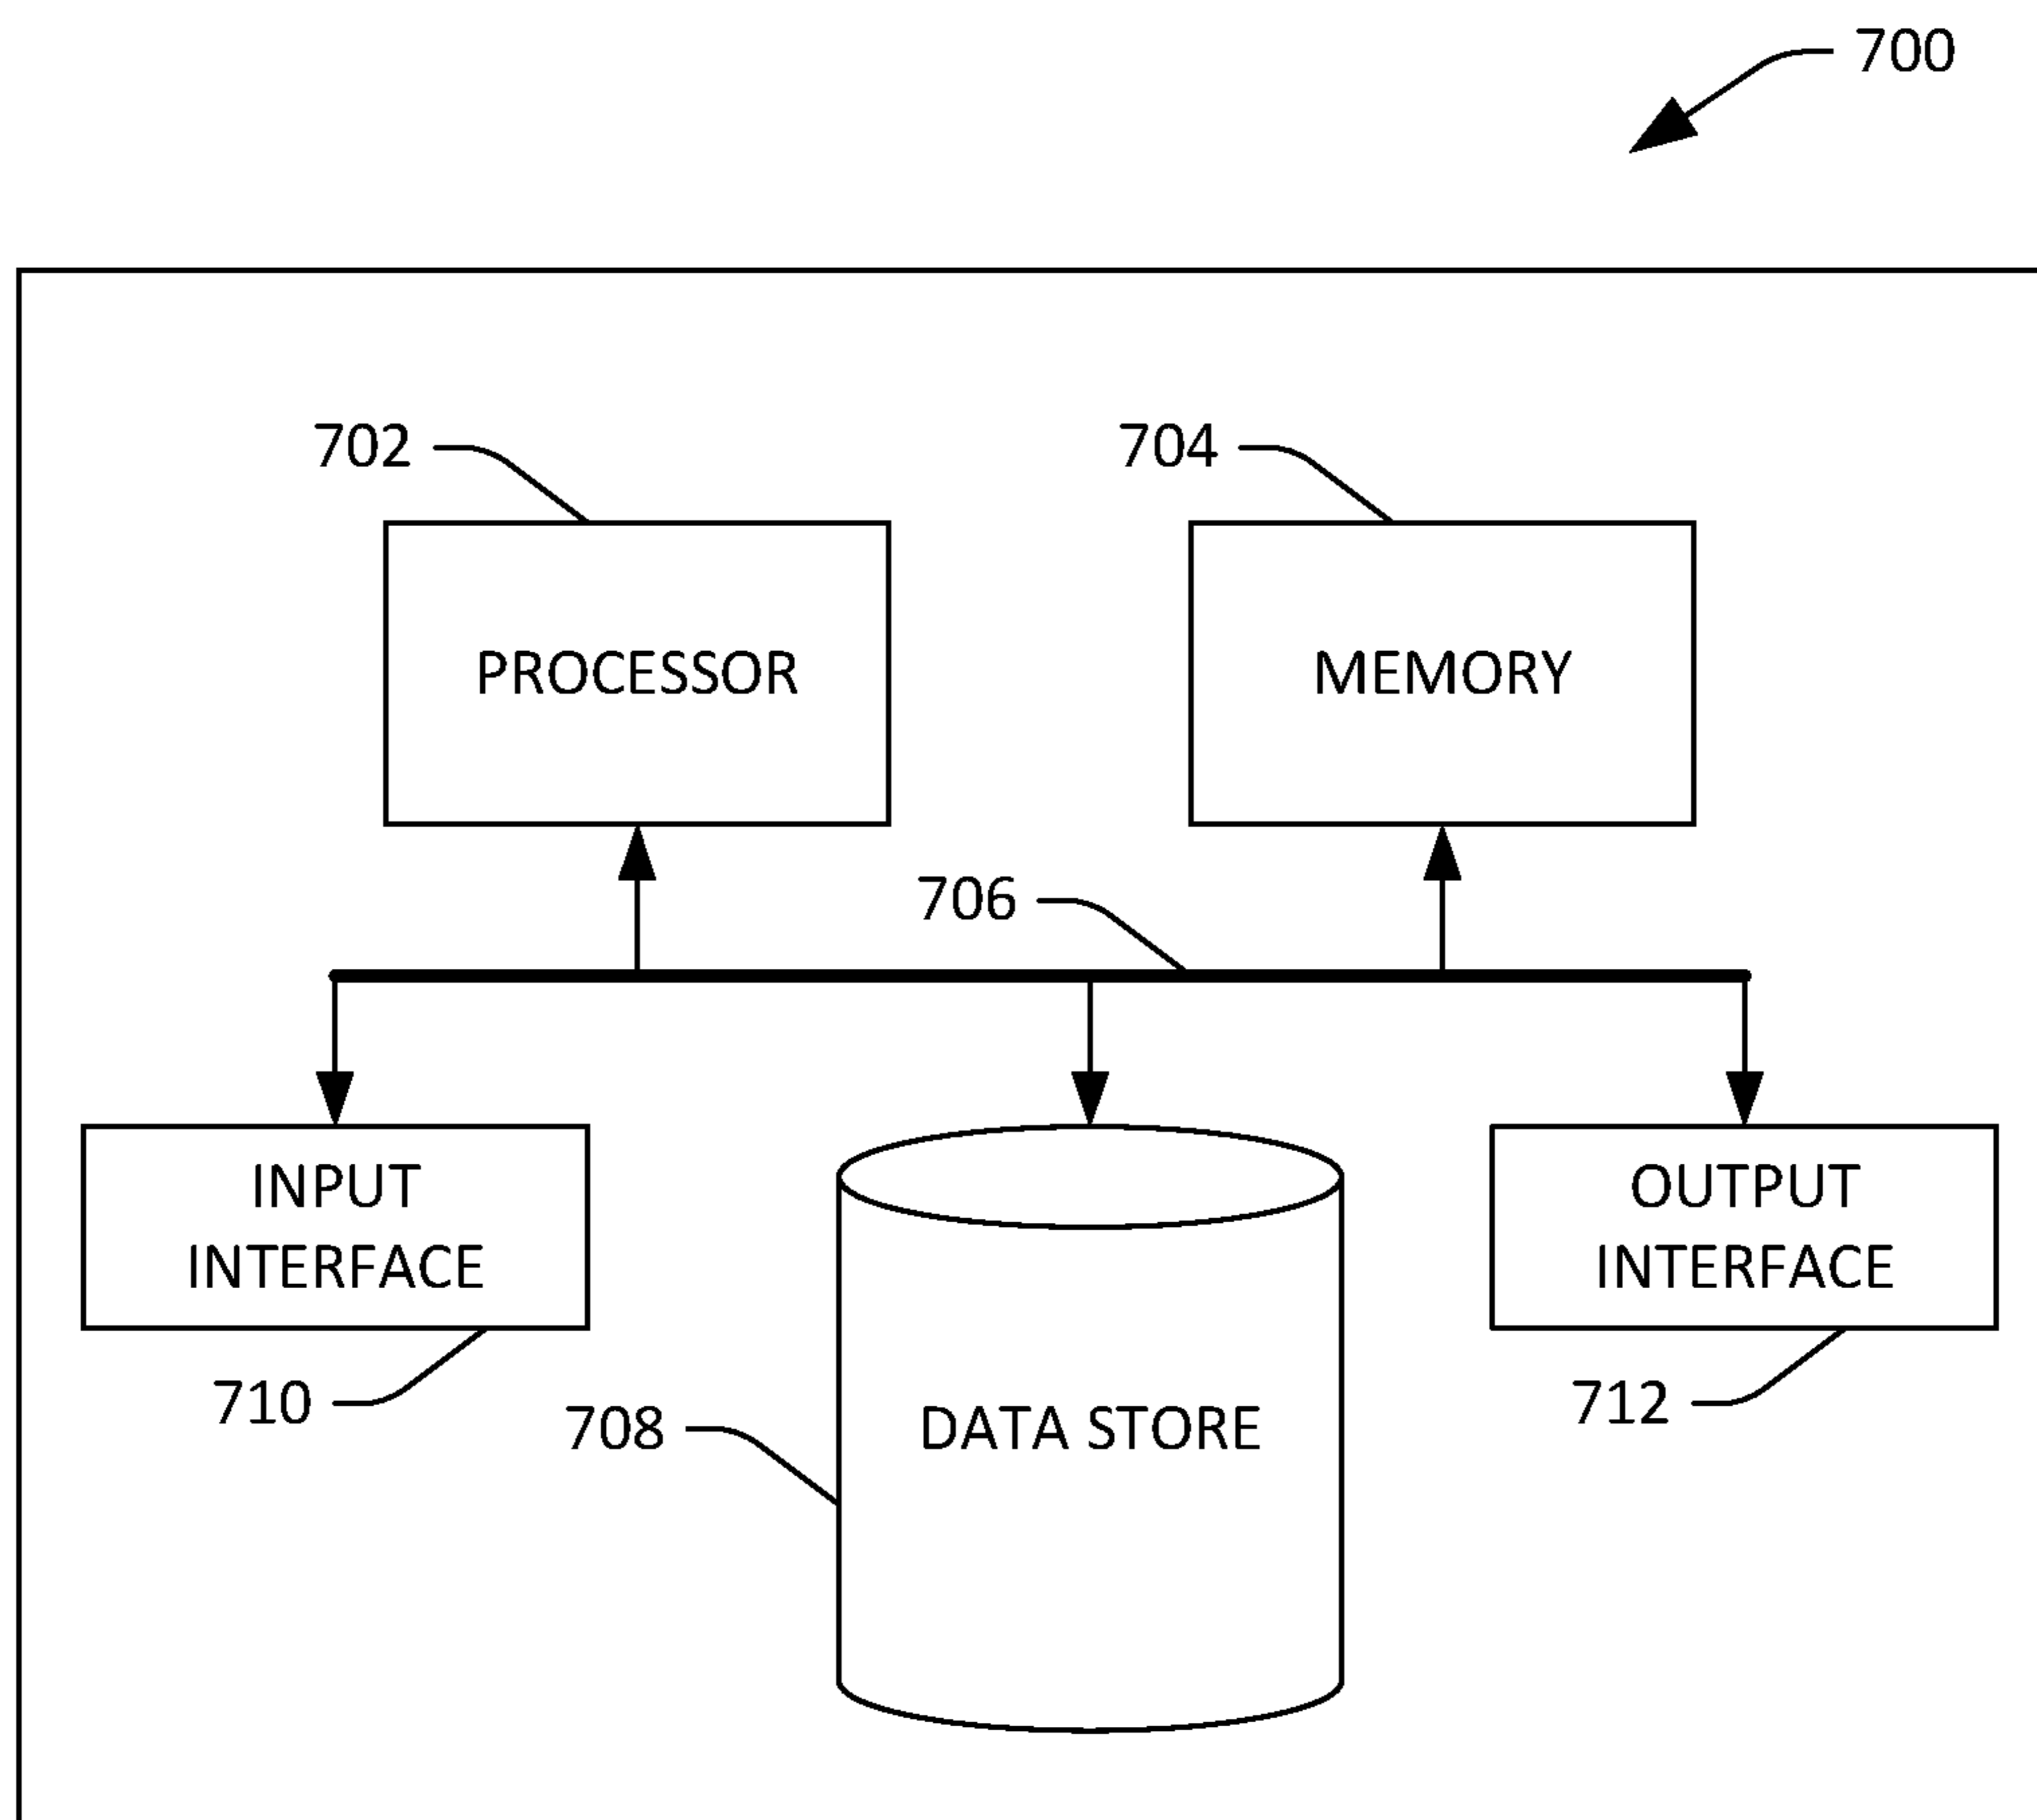 700
702
704
PROCESSOR
MEMORY
706
INPUT
INTERFACE
OUTPUT
INTERFACE
710
708
DATA STORE
712